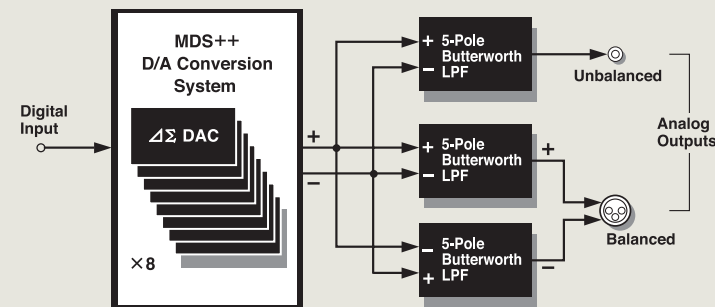 MDS++
D/A Conversion
System
Digital
Input
ΔΣ DAC
×8
+
−
+ 5-Pole
Butterworth
− LPF
Unbalanced
+ 5-Pole
Butterworth
− LPF
+
− 5-Pole
Butterworth
+ LPF
−
Analog
Outputs
Balanced